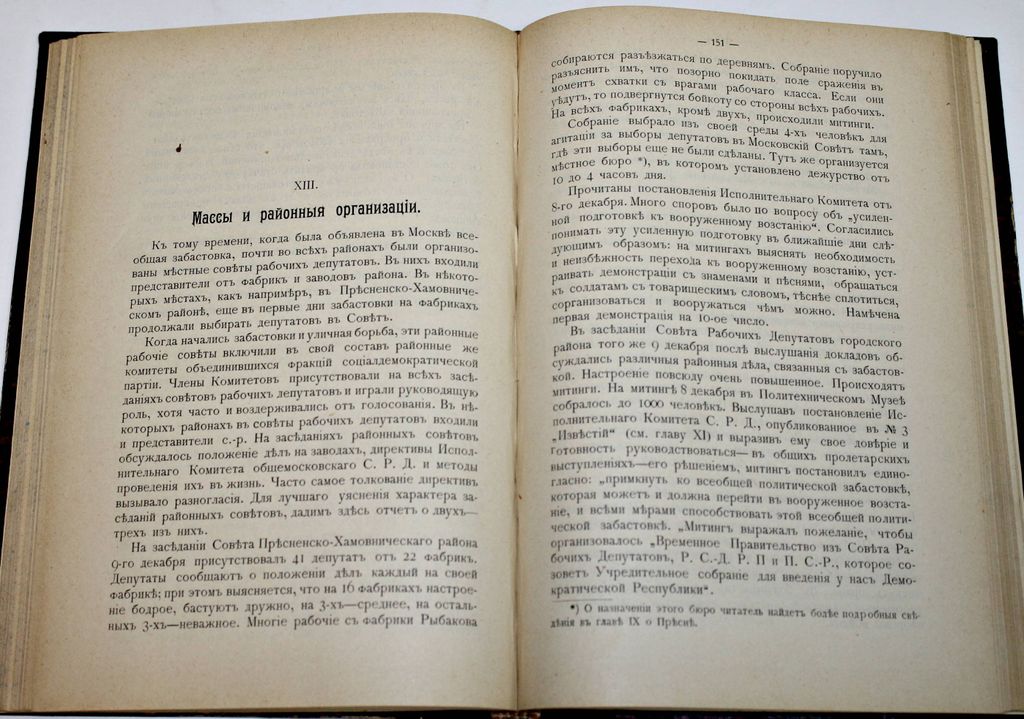 XIII.
Массы и районныя организаціи.
Къ тому времени, когда была объявлена въ Москвѣ все-
общая забастовка, почти во всѣхъ районахъ были организо-
ваны мѣстные совѣты рабочихъ депутатовъ. Въ нихъ входили
представители отъ фабрикъ и заводовъ района. Въ нѣкото-
рыхъ мѣстахъ, какъ напримѣръ, въ Прѣсненско-Хамовниче-
скомъ районѣ, еще въ первые дни забастовки на фабрикахъ
продолжали выбирать депутатовъ въ Совѣтъ.
Когда начались забастовки и уличная борьба, эти районные
рабочіе совѣты включили въ свой составъ районные же
комитеты объединившихся фракцій соціалдемократической
партіи. Члены Комитетовъ присутствовали на всѣхъ засѣ-
даніяхъ совѣтовъ рабочихъ депутатовъ и играли руководящую
роль, хотя часто и воздерживались отъ голосованія. Въ нѣ-
которыхъ районахъ въ совѣты рабочихъ депутатовъ входили
и представители с.-р. На засѣданіяхъ районныхъ совѣтовъ
обсуждалось положеніе дѣлъ на заводахъ, директивы Испол-
нительнаго Комитета общемосковскаго С. Р. Д. и методы
проведенія ихъ въ жизнь. Часто самое толкованіе директивъ
вызывало разногласія. Для лучшаго уясненія характера за-
сѣданій районныхъ совѣтовъ, дадимъ здѣсь отчетъ о двухъ—
трехъ изъ нихъ.
На засѣданіи Совѣта Прѣсненско-Хамовническаго района
9-го декабря присутствовалъ 41 депутатъ отъ 22 фабрикъ.
Депутаты сообщаютъ о положеніи дѣлъ каждый на своей
фабрикѣ; при этомъ выясняется, что на 16 фабрикахъ настрое-
ніе бодрое, бастуютъ дружно, на 3-хъ—среднее, на осталь-
ныхъ 3-хъ—неважное. Многіе рабочіе съ фабрики Рыбакова
— 151 —
собираются разъѣзжаться по деревнямъ. Собраніе поручило
разъяснить имъ, что позорно покидать поле сраженія въ
моментъ схватки съ врагами рабочаго класса. Если они
уѣдутъ, то подвергнутся бойкоту со стороны всѣхъ рабочихъ.
На всѣхъ фабрикахъ, кромѣ двухъ, происходили митинги.
Собраніе выбрало изъ своей среды 4-хъ человѣкъ для
агитаціи за выборы депутатовъ въ Московскій Совѣтъ тамъ,
гдѣ эти выборы еще не были сдѣланы. Тутъ же организуется
мѣстное бюро *), въ которомъ установлено дежурство отъ
10 до 4 часовъ дня.
Прочитаны постановленія Исполнительнаго Комитета отъ
8-го декабря. Много споровъ было по вопросу объ „усилен-
ной подготовкѣ къ вооруженному возстанію“. Согласились
понимать эту усиленную подготовку въ ближайшіе дни слѣ-
дующимъ образомъ: на митингахъ выяснять необходимость
и неизбѣжность перехода къ вооруженному возстанію, уст-
раивать демонстраціи съ знаменами и пѣснями, обращаться
къ солдатамъ съ товарищескимъ словомъ, тѣснѣе сплотиться,
сорганизоваться и вооружаться чѣмъ можно. Намѣчена
первая демонстрація на 10-ое число.
Въ засѣданіи Совѣта Рабочихъ Депутатовъ городского
района того же 9 декабря послѣ выслушанія докладовъ об-
суждались различныя районныя дѣла, связанныя съ забастов-
кой. Настроеніе повсюду очень повышенное. Происходятъ
митинги. На митингѣ 8 декабря въ Политехническомъ Музеѣ
собралось до 1000 человѣкъ. Выслушавъ постановленіе Ис-
полнительнаго Комитета С. Р. Д., опубликованное въ № 3
„Извѣстій“ (см. главу XI) и выразивъ ему свое довѣріе и
готовность руководствоваться— въ общихъ пролетарскихъ
выступленіяхъ—его рѣшеніемъ, митингъ постановилъ едино-
гласно: „примкнуть ко всеобщей политической забастовкѣ,
которая можетъ и должна перейти въ вооруженное возста-
ніе, и всѣми мѣрами способствовать этой всеобщей полити-
ческой забастовкѣ. „Митингъ выражалъ пожеланіе, чтобы
организовалось „Временное Правительство изъ Совѣта Ра-
бочихъ Депутатовъ, Р. С.-Д. Р. П и П. С.-Р., которое со-
зоветъ Учредительное собраніе для введенія у насъ Демо-
кратической Республики“.
*) О назначеніи этого бюро читатель найдетъ болѣе подробныя свѣ-
дѣнія въ главѣ IX о Прѣснѣ.